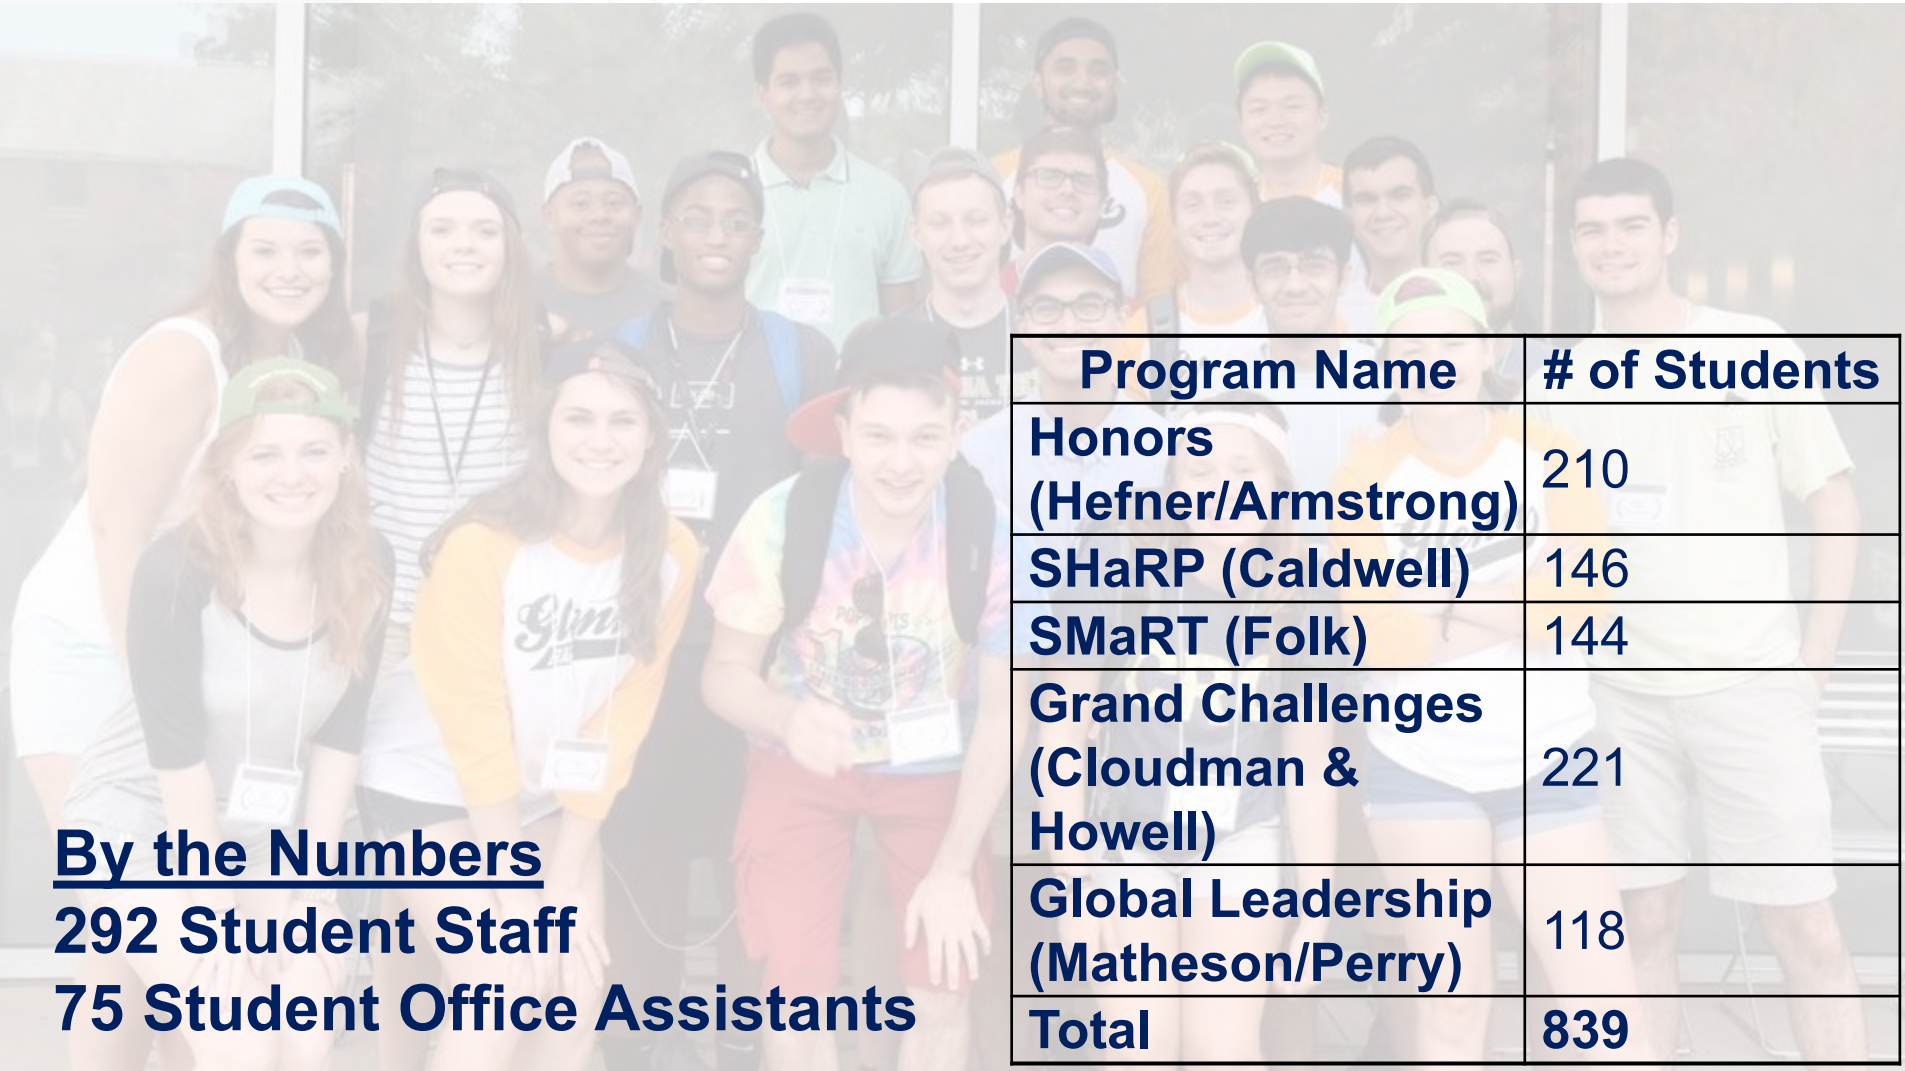 Program Name # of Students
Honors
(Hefner/Armstrong) 210
SHaRP (Caldwell) 146
SMaRT (Folk) 144
Grand Challenges
(Cloudman & 221
Howell)
Global Leadership
(Matheson/Perry) 118
Total 839
By the Numbers
292 Student Staff
75 Student Office Assistants
Glenn